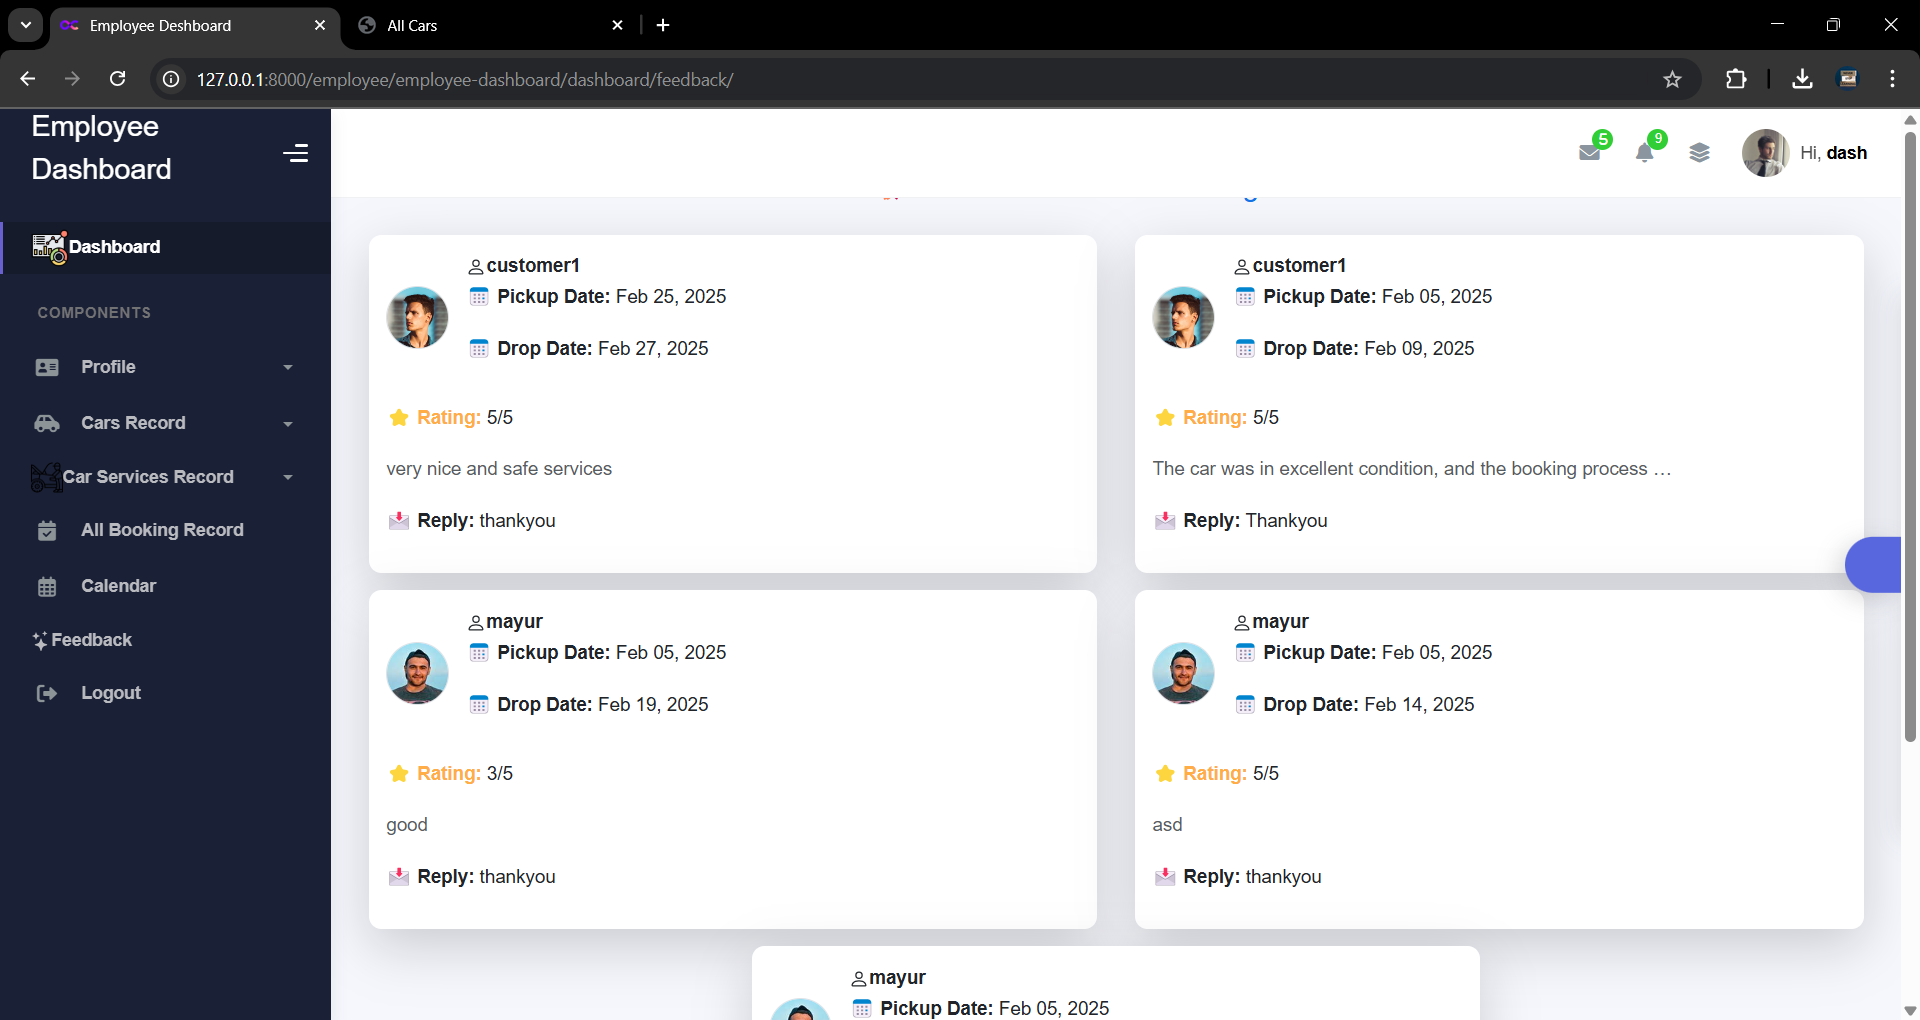 Employee Deshboard
All Cars
127.0.0.1:8000/employee/employee-dashboard/dashboard/feedback/
Employee
Dashboard
5
9
Hi, dash
Dashboard
COMPONENTS
Profile
Cars Record
Car Services Record
All Booking Record
Calendar
Feedback
Logout
customer1
Pickup Date: Feb 25, 2025
Drop Date: Feb 27, 2025
Rating: 5/5
very nice and safe services
Reply: thankyou
customer1
Pickup Date: Feb 05, 2025
Drop Date: Feb 09, 2025
Rating: 5/5
The car was in excellent condition, and the booking process …
Reply: Thankyou
mayur
Pickup Date: Feb 05, 2025
Drop Date: Feb 19, 2025
Rating: 3/5
good
Reply: thankyou
mayur
Pickup Date: Feb 05, 2025
Drop Date: Feb 14, 2025
Rating: 5/5
asd
Reply: thankyou
mayur
Pickup Date: Feb 05, 2025